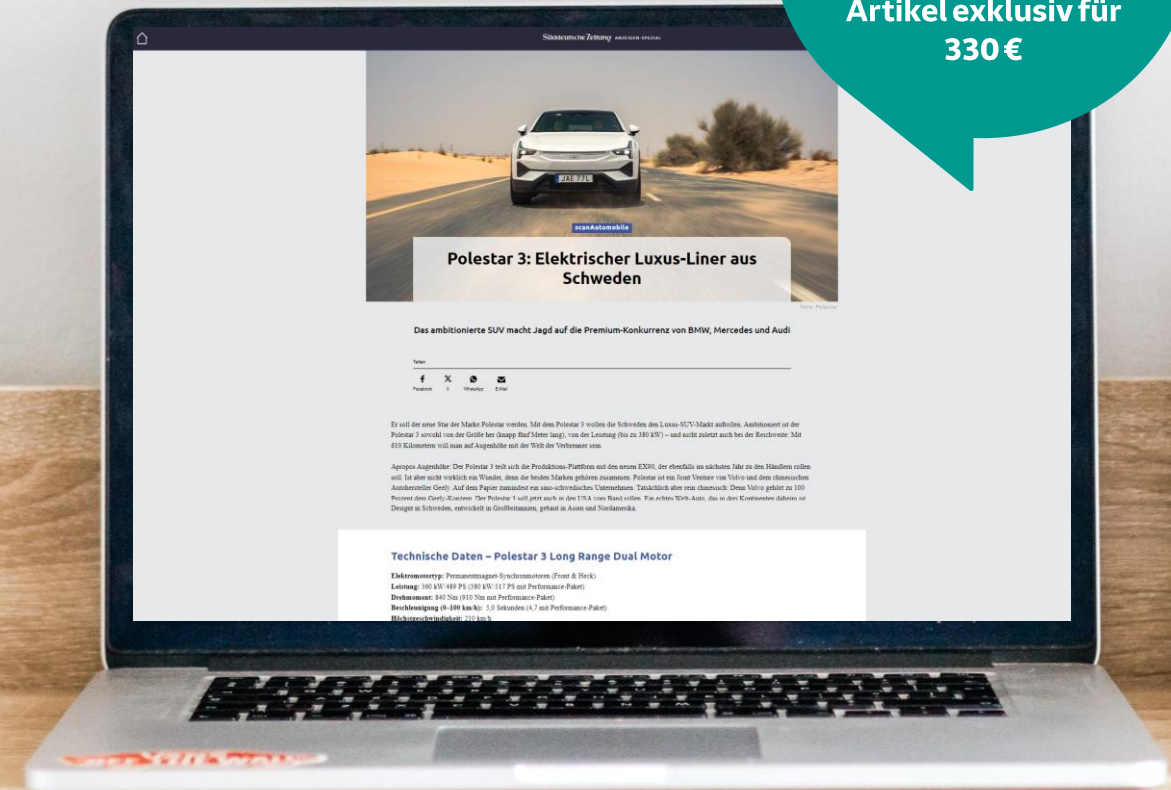 Artikel exklusiv für
330 €
Süddeutsche Zeitung ANZEIGEN-SPEZIAL
JAE 77L
scanAutomobile
Polestar 3: Elektrischer Luxus-Liner aus
Schweden
Foto: Polestar
Das ambitionierte SUV macht Jagd auf die Premium-Konkurrenz von BMW, Mercedes und Audi
Teilen
Facebook X WhatsApp E-Mail
Er soll der neue Star der Marke Polestar werden. Mit dem Polestar 3 wollen die Schweden den Luxus-SUV-Markt aufrollen. Ambitioniert ist der
Polestar 3 sowohl von der Größe her (knapp fünf Meter lang), von der Leistung (bis zu 380 kW) – und nicht zuletzt auch bei der Reichweite: Mit
610 Kilometern will man auf Augenhöhe mit der Welt der Verbrenner sein.
Apropos Augenhöhe: Der Polestar 3 teilt sich die Produktions-Plattform mit den neuen EX90, der ebenfalls im nächsten Jahr zu den Händlern rollen
soll. Ist aber nicht wirklich ein Wunder, denn die beiden Marken gehören zusammen. Polestar ist ein Joint Venture von Volvo und dem chinesischen
Autohersteller Geely. Auf dem Papier zumindest ein sino-schwedisches Unternehmen. Tatsächlich aber rein chinesisch: Denn Volvo gehört zu 100
Prozent dem Geely-Konzern. Der Polestar 3 soll jetzt auch in den USA vom Band rollen. Ein echtes Welt-Auto, das in drei Kontinenten daheim ist
Designt in Schweden, entwickelt in Großbritannien, gebaut in Asien und Nordamerika.
Technische Daten – Polestar 3 Long Range Dual Motor
Elektromotortyp: Permanentmagnet-Synchronmotoren (Front & Heck)
Leistung: 360 kW/489 PS (380 kW/517 PS mit Performance-Paket)
Drehmoment: 840 Nm (910 Nm mit Performance-Paket)
Beschleunigung (0–100 km/h): 5,0 Sekunden (4,7 mit Performance-Paket)
Höchstgeschwindigkeit: 210 km/h